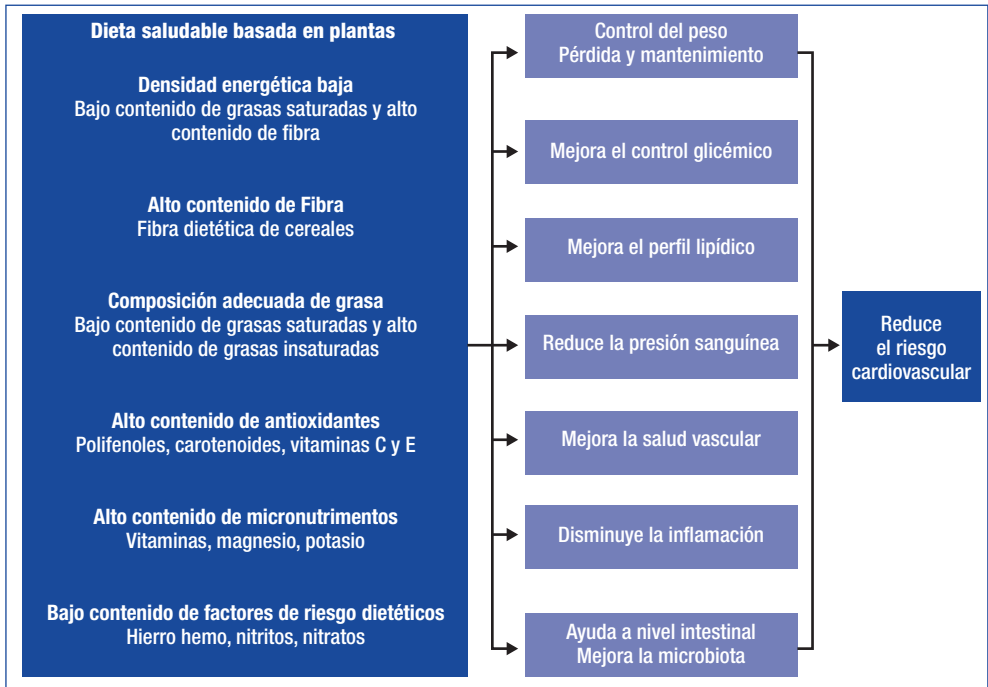 Dieta saludable basada en plantas
Densidad energética baja
Bajo contenido de grasas saturadas y alto
contenido de fibra
Alto contenido de Fibra
Fibra dietética de cereales
Composición adecuada de grasa
Bajo contenido de grasas saturadas y alto
contenido de grasas insaturadas
Alto contenido de antioxidantes
Polifenoles, carotenoides, vitaminas C y E
Alto contenido de micronutrimentos
Vitaminas, magnesio, potasio
Bajo contenido de factores de riesgo dietéticos
Hierro hemo, nitritos, nitratos
Control del peso
Pérdida y mantenimiento
Mejora el control glicémico
Mejora el perfil lipídico
Reduce la presión sanguínea
Mejora la salud vascular
Disminuye la inflamación
Ayuda a nivel intestinal
Mejora la microbiota
Reduce
el riesgo
cardiovascular